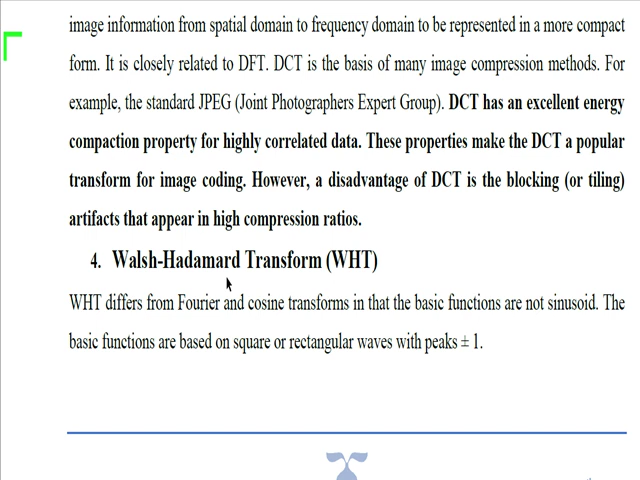 image information from spatial domain to frequency domain to be represented in a more compact
form. It is closely related to DFT. DCT is the basis of many image compression methods. For
example, the standard JPEG (Joint Photographers Expert Group). DCT has an excellent energy
compaction property for highly correlated data. These properties make the DCT a popular
transform for image coding. However, a disadvantage of DCT is the blocking (or tiling)
artifacts that appear in high compression ratios.
4. Walsh-Hadamard Transform (WHT)
WHT differs from Fourier and cosine transforms in that the basic functions are not sinusoid. The
basic functions are based on square or rectangular waves with peaks ± 1.